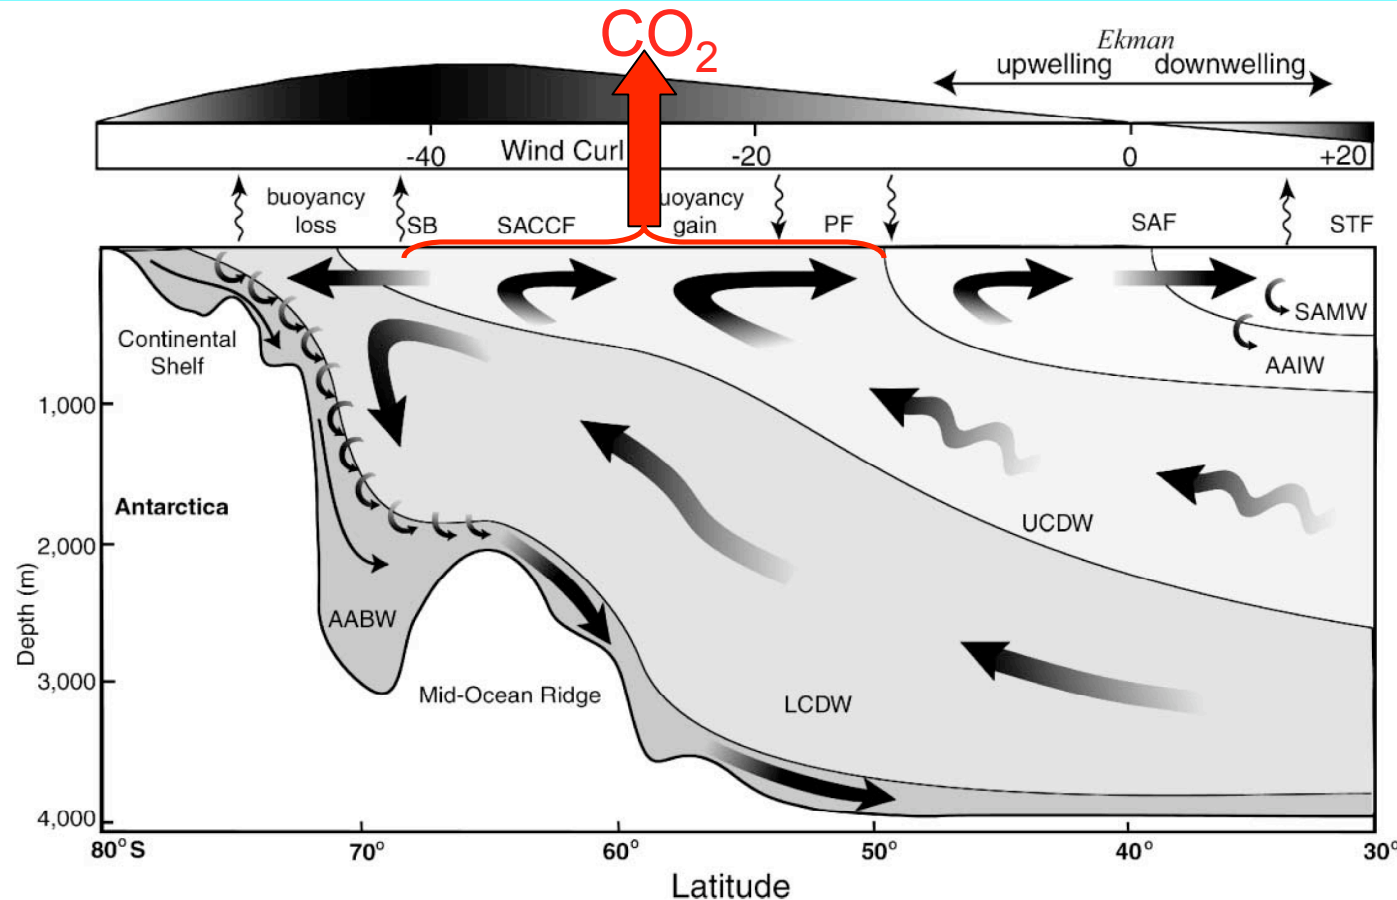 CO2
Ekman
upwelling downwelling
-40 Wind Curl -20 0 +20
buoyancy
loss
SB SACCF
uoyancy
gain
PF SAF STF
SAMW
AAIW
Continental
Shelf
1,000
Antarctica
UCDW
2,000
AABW
Depth (m)
3,000
Mid-Ocean Ridge
LCDW
4,000
80°S 70° 60° 50° 40° 30°
Latitude